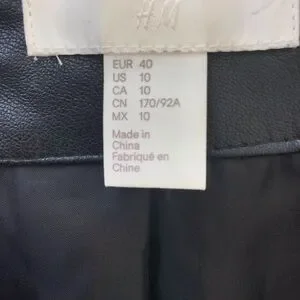 H&M
EUR 40
US 10
CA 10
CN 170/92A
MX 10
Made in
China
Fabriqué en
Chine